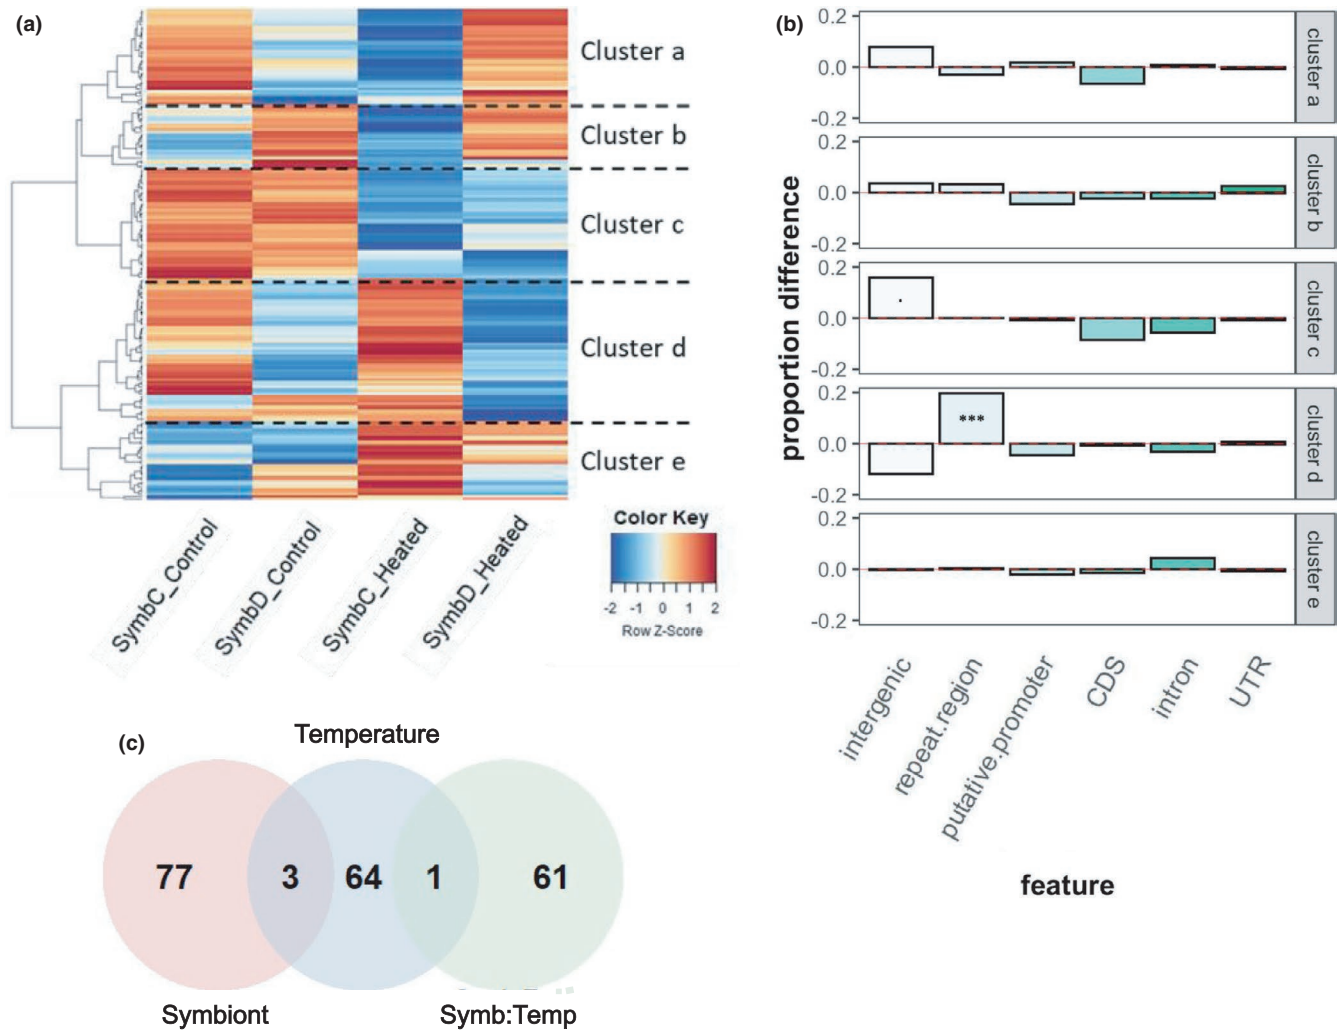 (a)
Cluster a
Cluster b
Cluster c
Cluster d
Cluster e
SymbC_Control
SymbD_Control
SymbC_Heated
SymbD_Heated
Color Key
-2 -1 0 1 2
Row Z-Score
(b)
proportion difference
0.2
0.0
-0.2
cluster a
0.2
0.0
-0.2
cluster b
0.2
0.0
-0.2
.
cluster c
0.2
0.0
-0.2
***
cluster d
0.2
0.0
-0.2
cluster e
intergenic
repeat.region
putative.promoter
CDS
intron
UTR
feature
(c)
Temperature
77 3 64 1 61
Symbiont
Symb:Temp